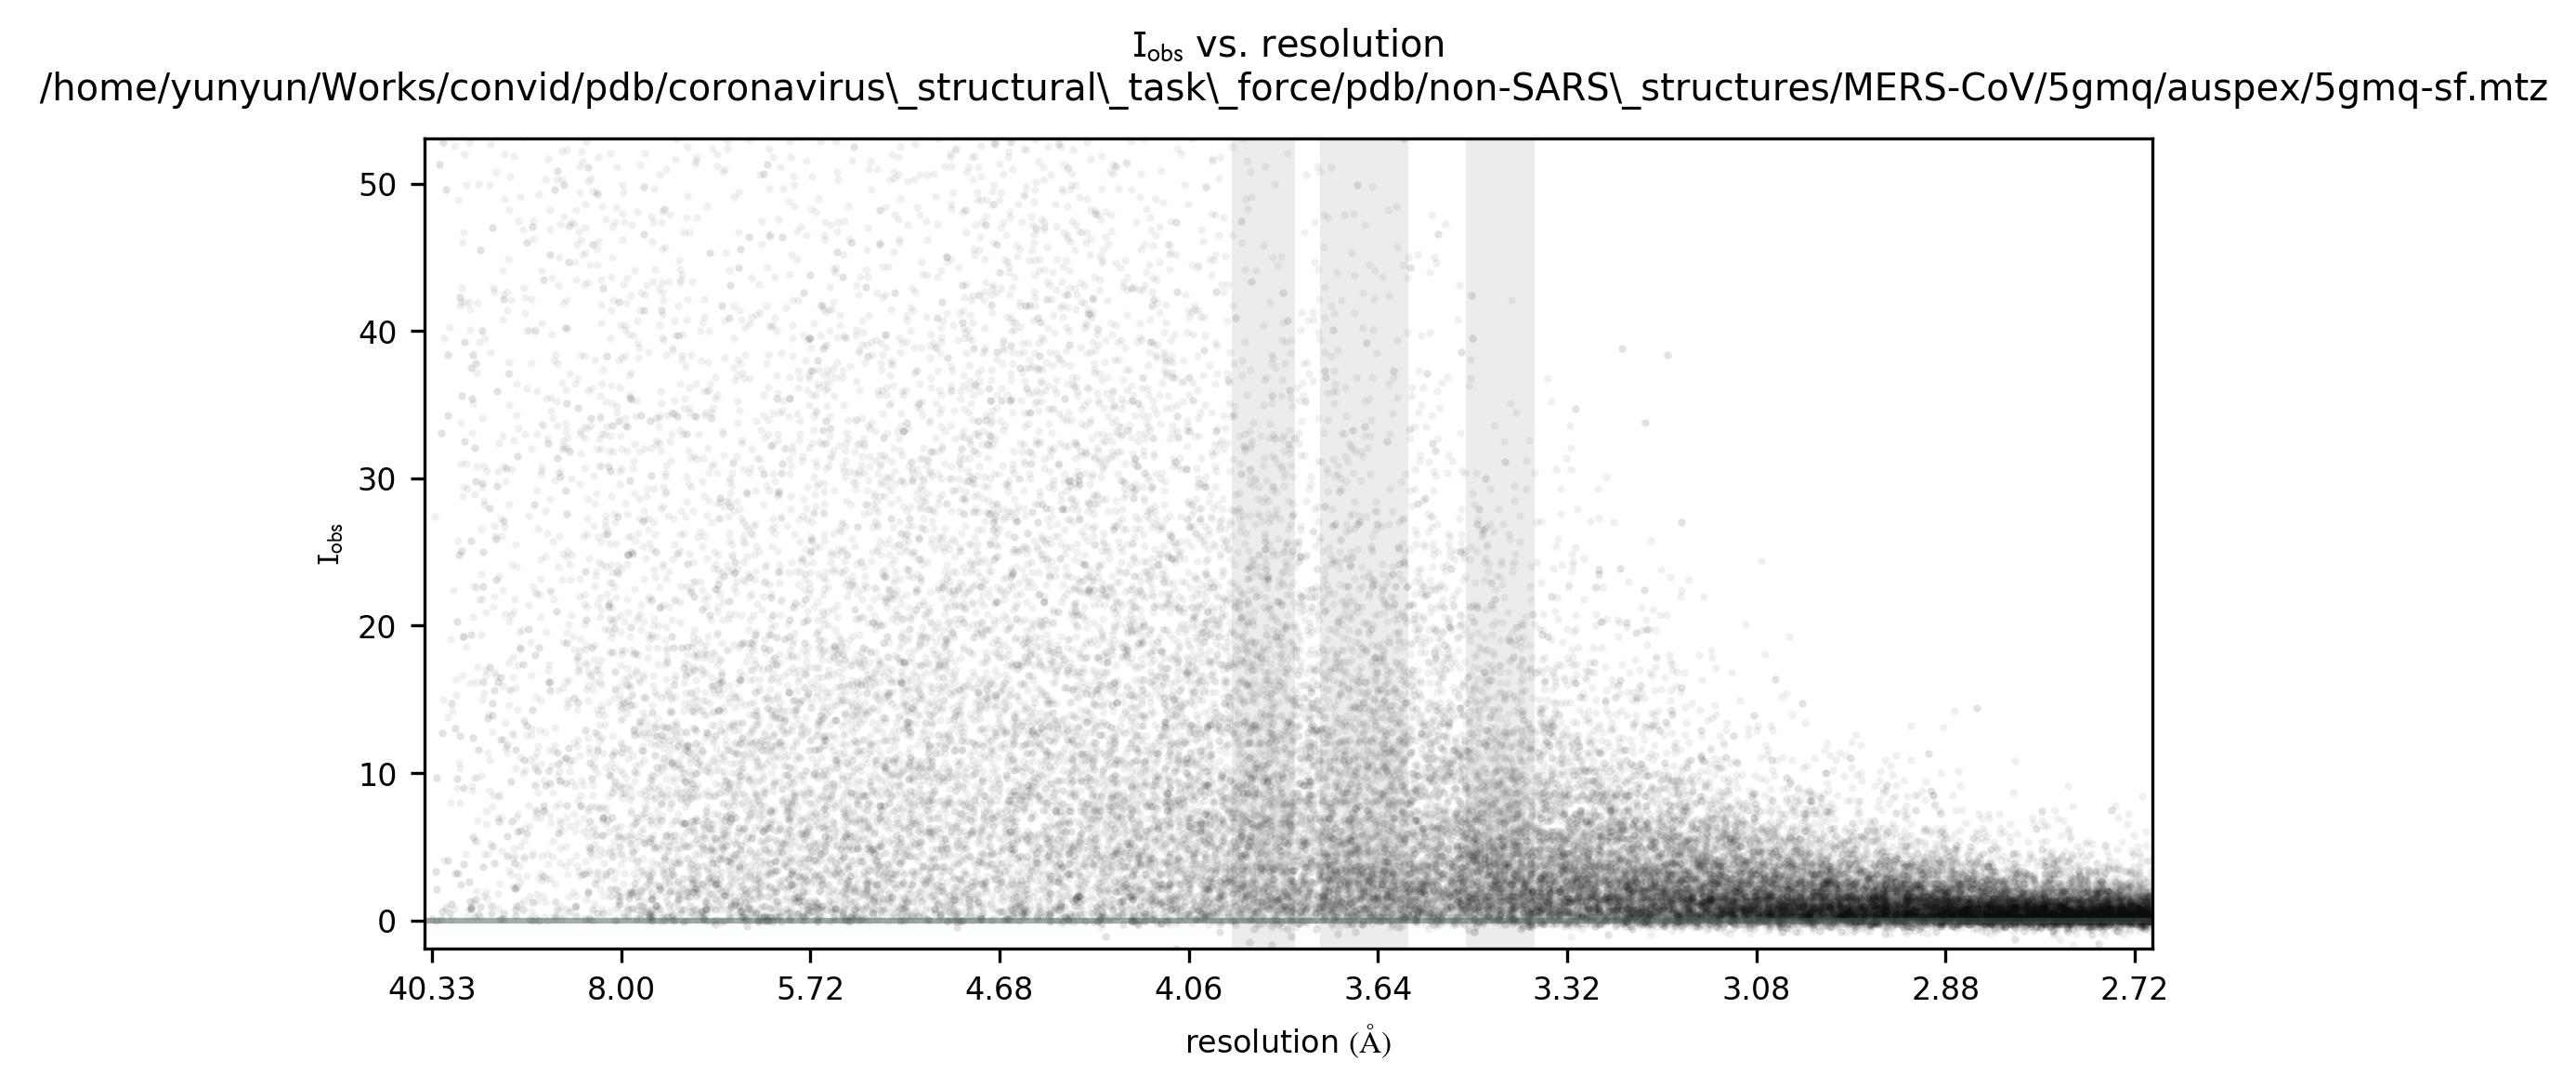 I_obs vs. resolution
/home/yunyun/Works/convid/pdb/coronavirus\_structural\_task\_force/pdb/non-SARS\_structures/MERS-CoV/5gmq/auspex/5gmq-sf.mtz
50
40
30
20
10
0
I_obs
40.33 8.00 5.72 4.68 4.06 3.64 3.32 3.08 2.88 2.72
resolution (Å)